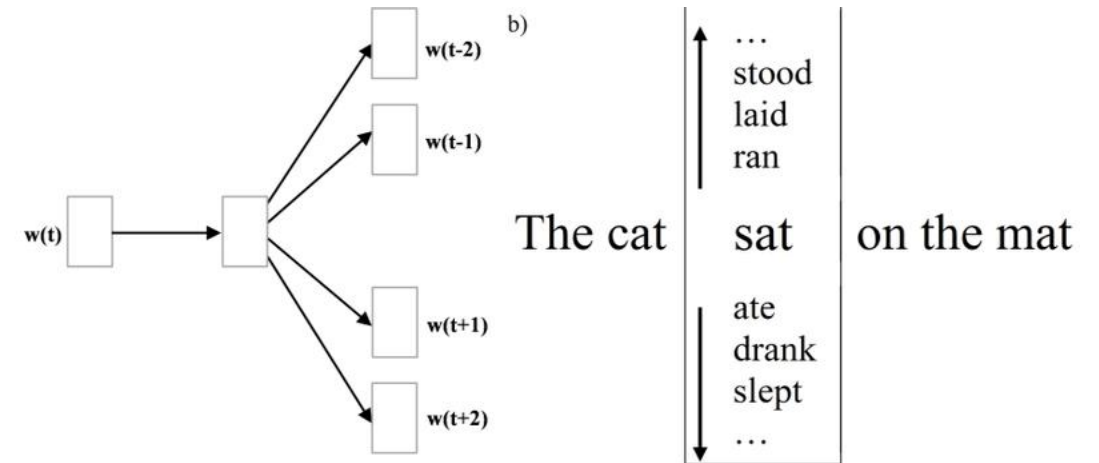 w(t)
w(t-2)
w(t-1)
w(t+1)
w(t+2)
b)
…
stood
laid
ran
The cat sat on the mat
ate
drank
slept
…